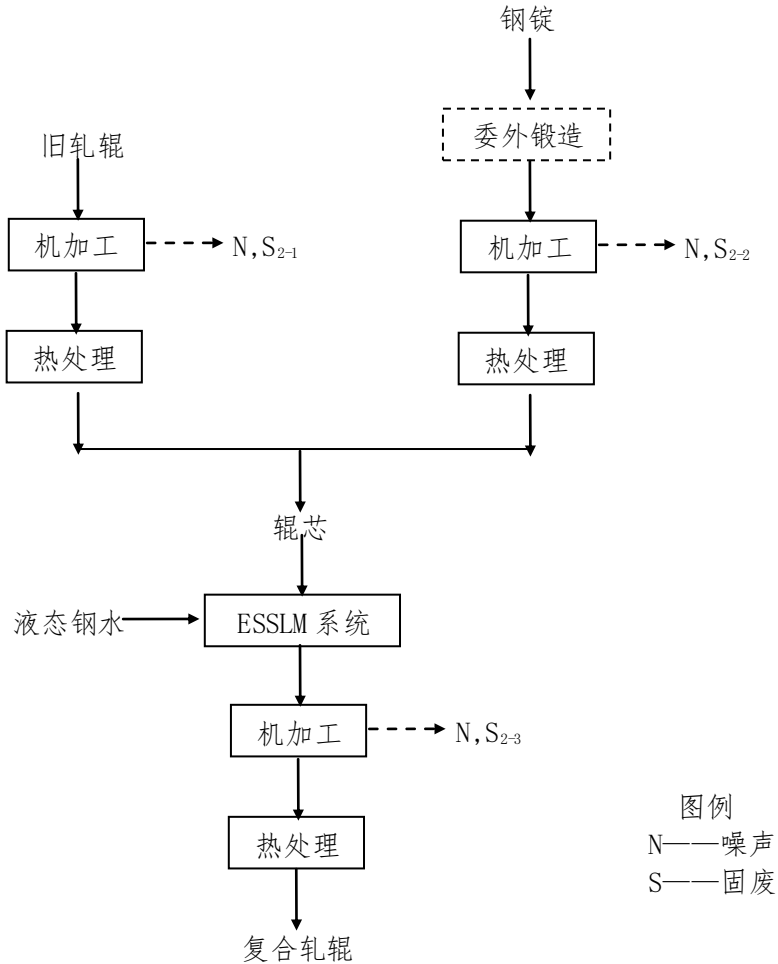 钢锭
委外锻造
旧轧辊
机加工
N,S2-1
机加工
N,S2-2
热处理
热处理
辊芯
液态钢水
ESSLM 系统
机加工
N,S2-3
热处理
复合轧辊
图例
N——噪声
S——固废